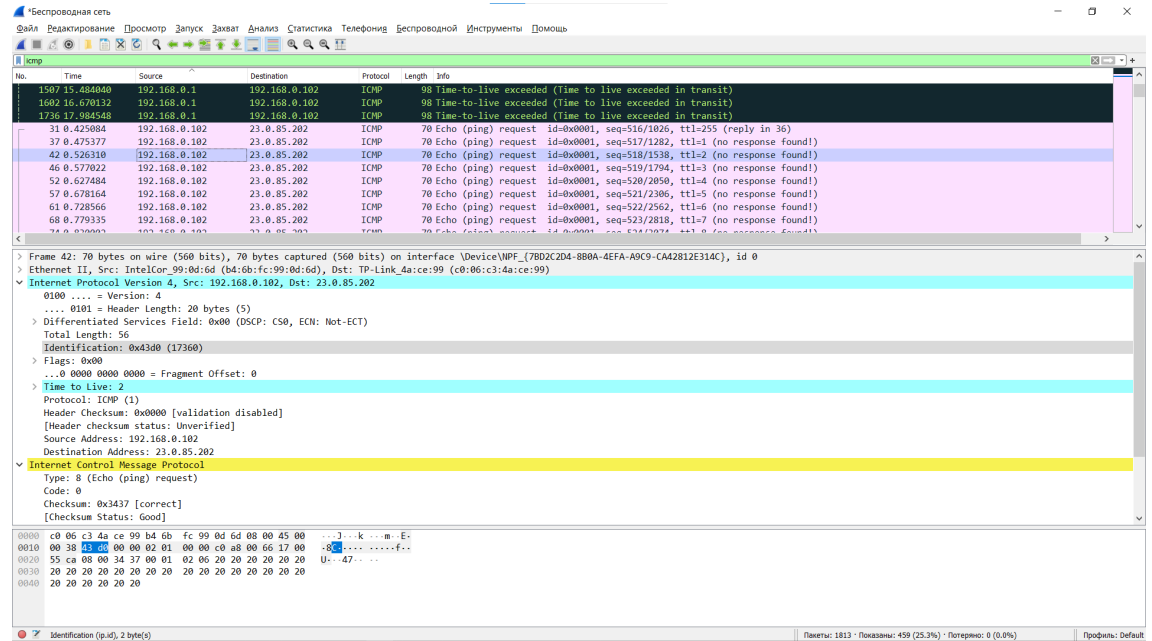 *Беспроводная сеть
Файл Редактирование Просмотр Запуск Захват Анализ Статистика Телефония Беспроводной Инструменты Помощь
icmp
No. Time Source Destination Protocol Length Info
1507 15.484040 192.168.0.1 192.168.0.102 ICMP 98 Time-to-live exceeded (Time to live exceeded in transit)
1602 16.670132 192.168.0.1 192.168.0.102 ICMP 98 Time-to-live exceeded (Time to live exceeded in transit)
1736 17.984548 192.168.0.1 192.168.0.102 ICMP 98 Time-to-live exceeded (Time to live exceeded in transit)
31 0.425084 192.168.0.102 23.0.85.202 ICMP 70 Echo (ping) request id=0x0001, seq=516/1026, ttl=255 (reply in 36)
37 0.475377 192.168.0.102 23.0.85.202 ICMP 70 Echo (ping) request id=0x0001, seq=517/1282, ttl=1 (no response found!)
42 0.526310 192.168.0.102 23.0.85.202 ICMP 70 Echo (ping) request id=0x0001, seq=518/1538, ttl=2 (no response found!)
46 0.577022 192.168.0.102 23.0.85.202 ICMP 70 Echo (ping) request id=0x0001, seq=519/1794, ttl=3 (no response found!)
52 0.627484 192.168.0.102 23.0.85.202 ICMP 70 Echo (ping) request id=0x0001, seq=520/2050, ttl=4 (no response found!)
57 0.678164 192.168.0.102 23.0.85.202 ICMP 70 Echo (ping) request id=0x0001, seq=521/2306, ttl=5 (no response found!)
61 0.728566 192.168.0.102 23.0.85.202 ICMP 70 Echo (ping) request id=0x0001, seq=522/2562, ttl=6 (no response found!)
68 0.779335 192.168.0.102 23.0.85.202 ICMP 70 Echo (ping) request id=0x0001, seq=523/2818, ttl=7 (no response found!)
Frame 42: 70 bytes on wire (560 bits), 70 bytes captured (560 bits) on interface \Device\NPF_{7BD2C2D4-8B0A-4EFA-A9C9-CA42812E314C}, id 0
Ethernet II, Src: IntelCor_99:0d:6d (b4:6b:fc:99:0d:6d), Dst: TP-Link_4a:ce:99 (c0:06:c3:4a:ce:99)
Internet Protocol Version 4, Src: 192.168.0.102, Dst: 23.0.85.202
0100 .... = Version: 4
.... 0101 = Header Length: 20 bytes (5)
Differentiated Services Field: 0x00 (DSCP: CS0, ECN: Not-ECT)
Total Length: 56
Identification: 0x43d0 (17360)
Flags: 0x00
...0 0000 0000 0000 = Fragment Offset: 0
Time to Live: 2
Protocol: ICMP (1)
Header Checksum: 0x0000 [validation disabled]
[Header checksum status: Unverified]
Source Address: 192.168.0.102
Destination Address: 23.0.85.202
Internet Control Message Protocol
Type: 8 (Echo (ping) request)
Code: 0
Checksum: 0x3437 [correct]
[Checksum Status: Good]
0000 c0 06 c3 4a ce 99 b4 6b fc 99 0d 6d 08 00 45 00 ···J···k ···m··E·
0010 00 38 43 d0 00 00 02 01 00 00 c0 a8 00 66 17 00 ·8C····· ·····f··
0020 55 ca 08 00 34 37 00 01 02 06 20 20 20 20 20 20 U···47·· ··
0030 20 20 20 20 20 20 20 20 20 20 20 20 20 20 20 20
0040 20 20 20 20 20 20
Identification (ip.id), 2 byte(s) Пакеты: 1813 · Показаны: 459 (25.3%) · Потеряно: 0 (0.0%) Профиль: Default